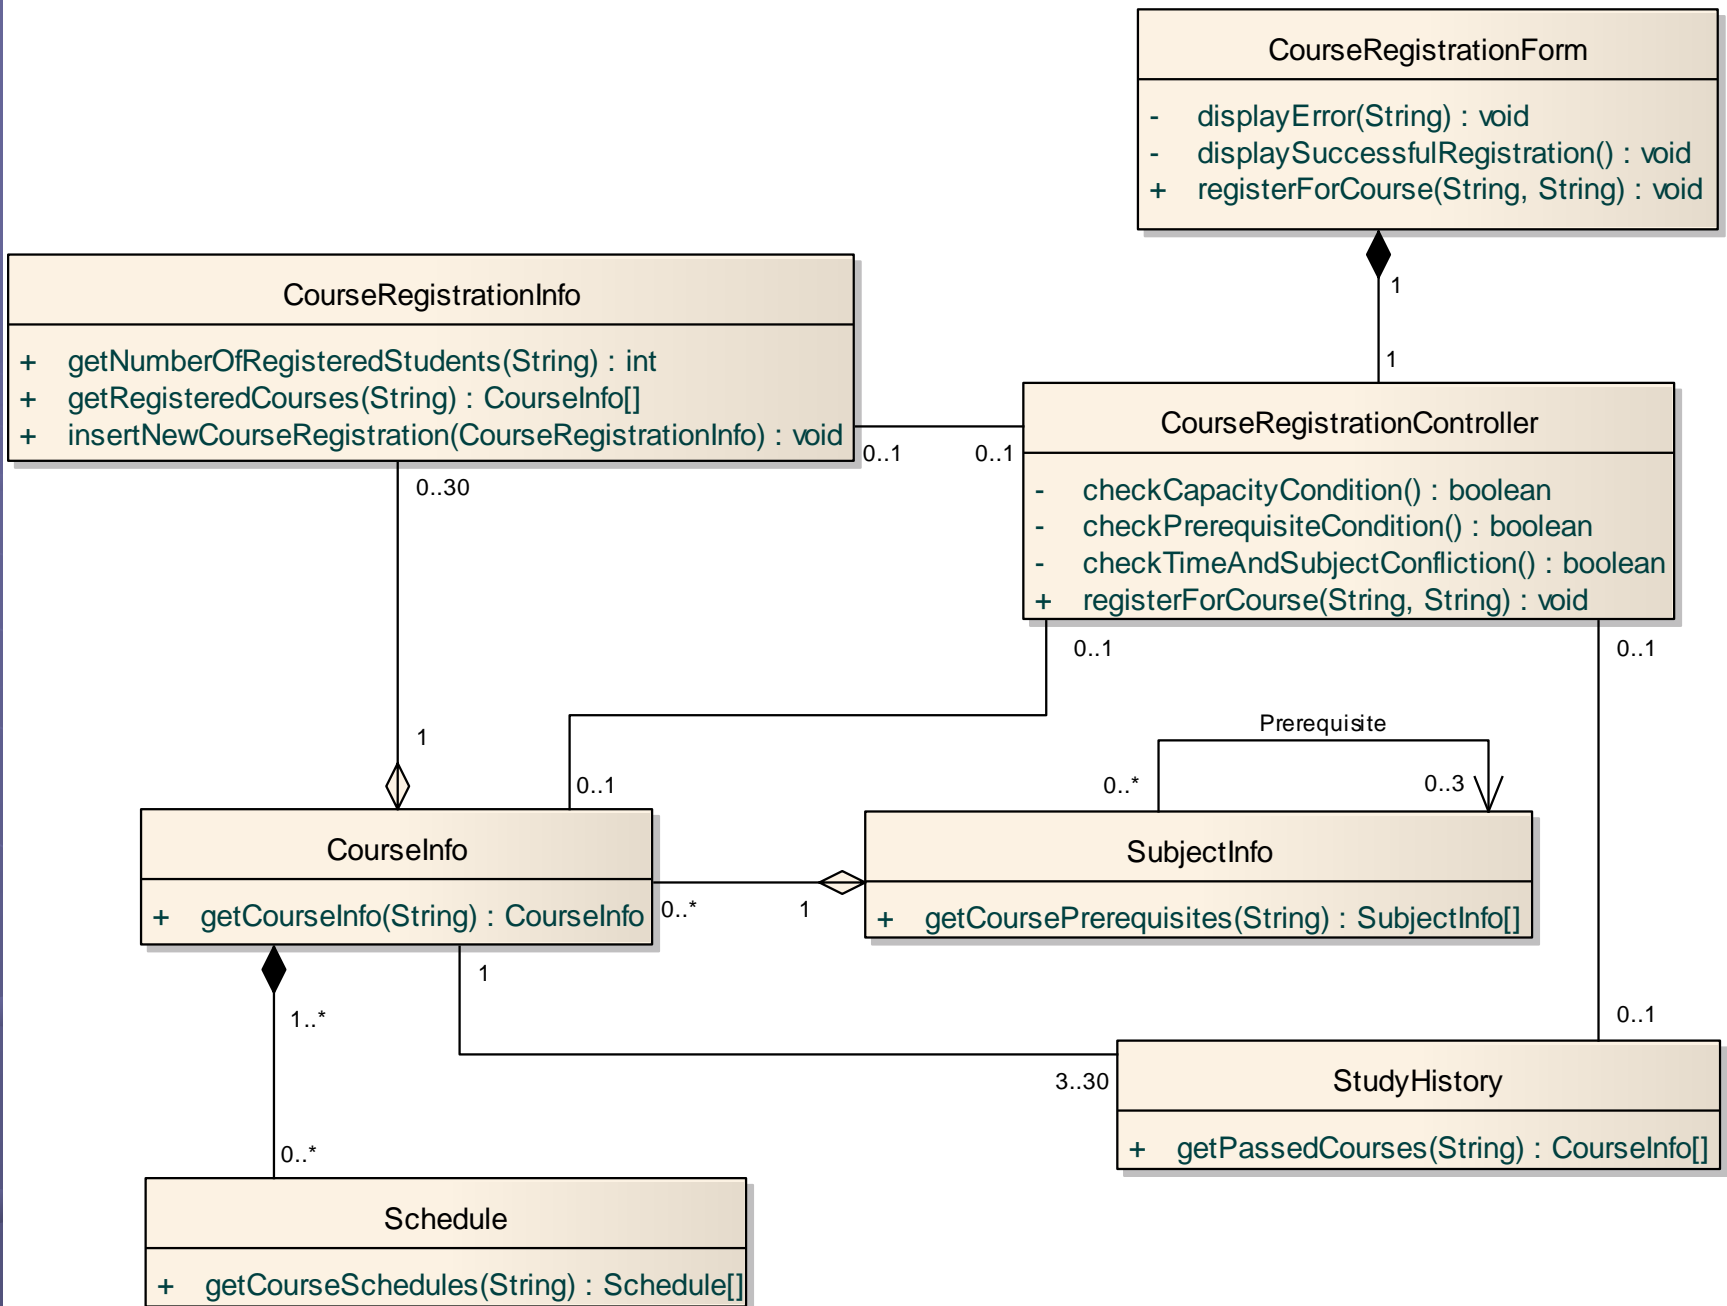 CourseRegistrationForm
- displayError(String) : void
- displaySuccessfulRegistration() : void
+ registerForCourse(String, String) : void
1
1
CourseRegistrationInfo
+ getNumberOfRegisteredStudents(String) : int
+ getRegisteredCourses(String) : CourseInfo[]
+ insertNewCourseRegistration(CourseRegistrationInfo) : void
0..1 0..1
0..30
CourseRegistrationController
- checkCapacityCondition() : boolean
- checkPrerequisiteCondition() : boolean
- checkTimeAndSubjectConfliction() : boolean
+ registerForCourse(String, String) : void
0..1 0..1
Prerequisite
1
0..1
0..* 0..3
CourseInfo
+ getCourseInfo(String) : CourseInfo
0..* 1
SubjectInfo
+ getCoursePrerequisites(String) : SubjectInfo[]
1
1..*
0..1
3..30
StudyHistory
+ getPassedCourses(String) : CourseInfo[]
0..*
Schedule
+ getCourseSchedules(String) : Schedule[]